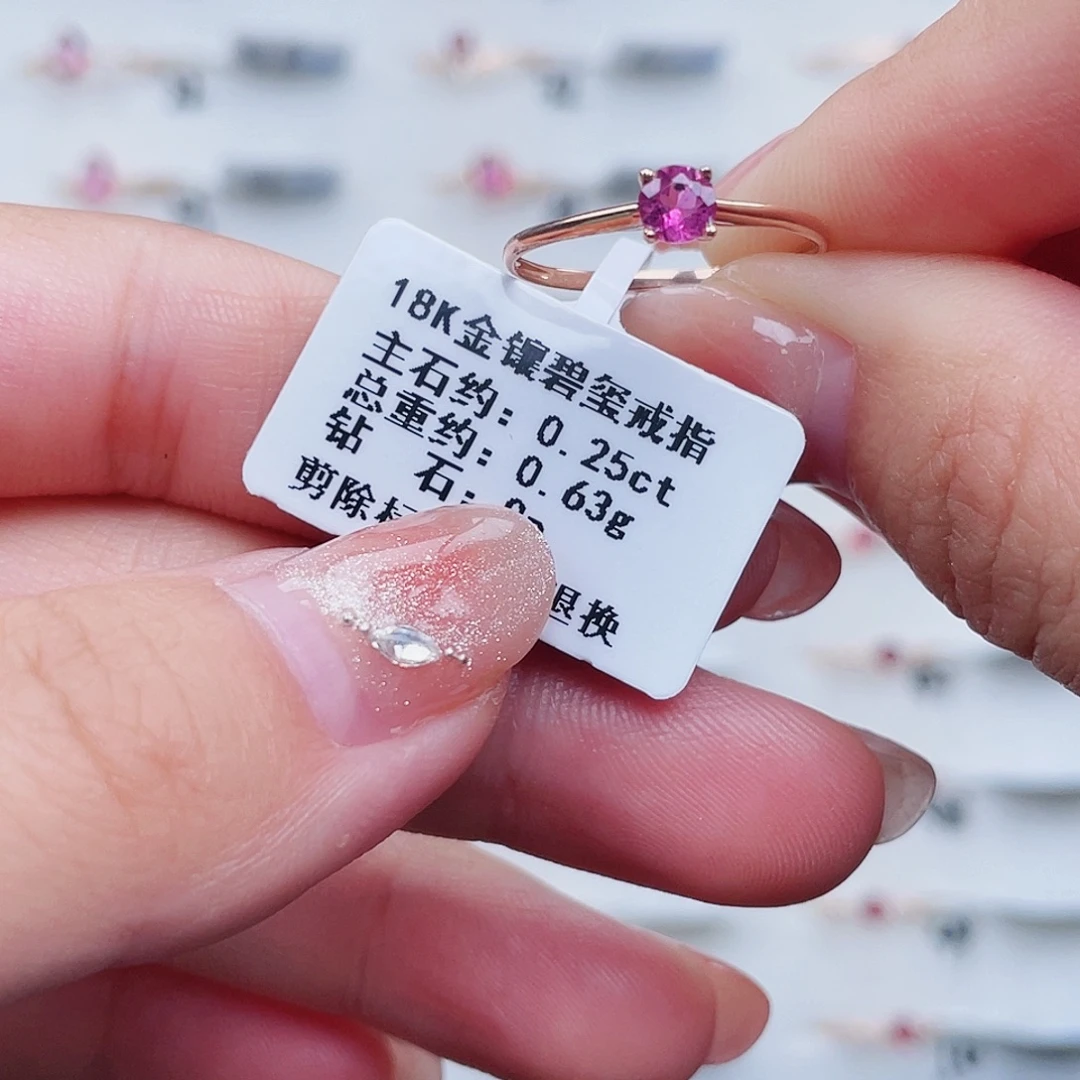 18K金镶碧玺戒指
主石约: 0.25ct
总重约: 0.63g
钻 石:
剪除
退换